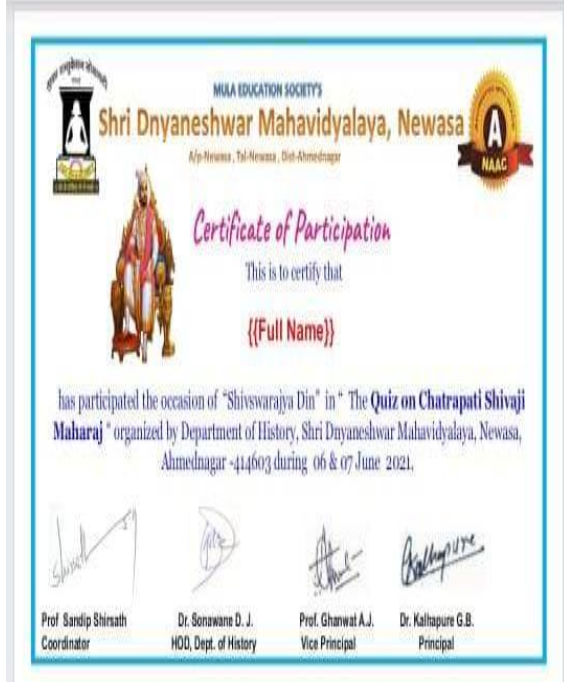 MULA EDUCATION SOCIETY'S
Shri Dnyaneshwar Mahavidyalaya, Newasa
A/p-Newasa, Tal-Newasa, Dist-Ahmednagar
A
NAAC
Certificate of Participation
This is to certify that
{{Full Name}}
has participated the occasion of "Shivswarajya Din" in " The Quiz on Chatrapati Shivaji
Maharaj " organized by Department of History, Shri Dnyaneshwar Mahavidyalaya, Newasa,
Ahmednagar -414603 during 06 & 07 June 2021.
Prof Sandip Shirsath
Coordinator
Dr. Sonawane D. J.
HOD, Dept. of History
Prof. Ghanwat A.J.
Vice Principal
Dr. Kalhapure G.B.
Principal